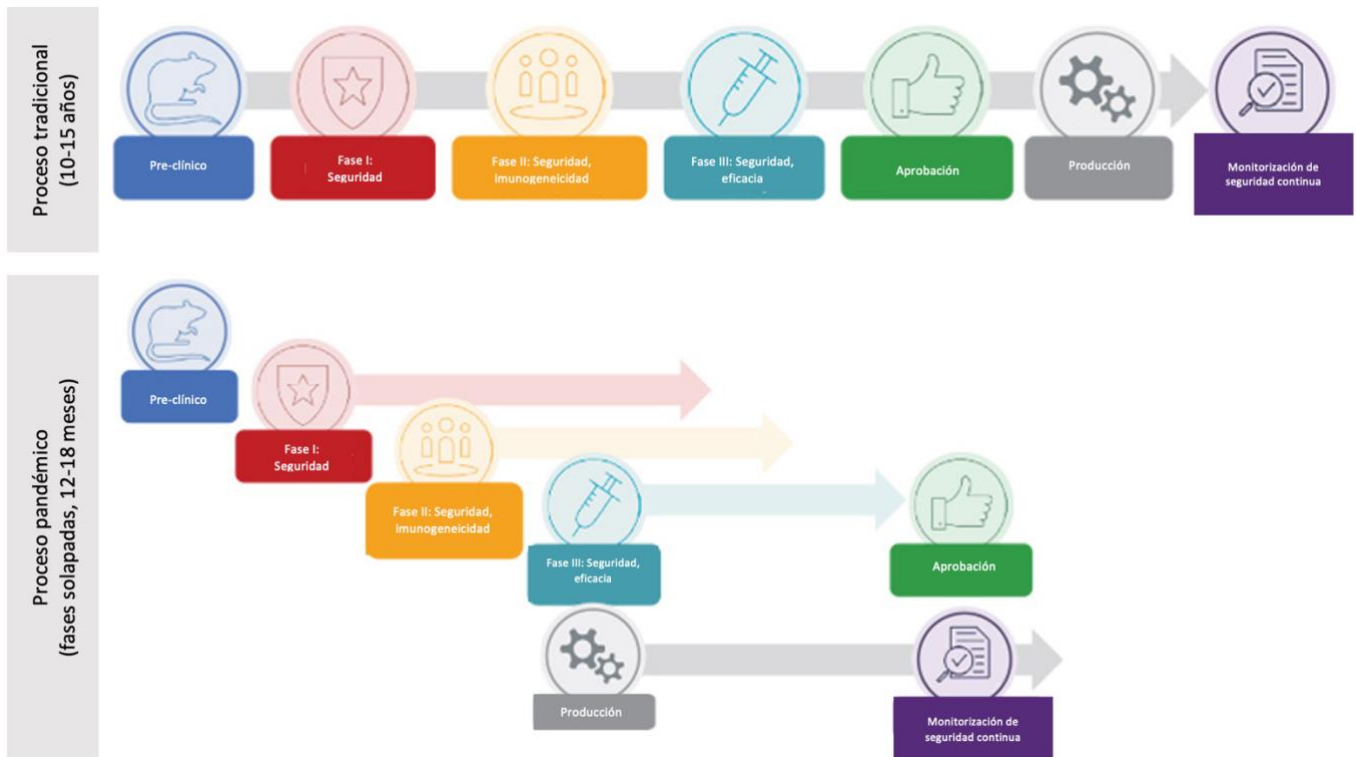 Proceso tradicional
(10-15 años)
Pre-clínico
Fase I:
Seguridad
Fase II: Seguridad,
imunogeneicidad
Fase III: Seguridad,
eficacia
Aprobación
Producción
Monitorización de
seguridad continua
Proceso pandémico
(fases solapadas, 12-18 meses)
Pre-clínico
Fase I:
Seguridad
Fase II: Seguridad,
imunogeneicidad
Fase III: Seguridad,
eficacia
Aprobación
Producción
Monitorización de
seguridad continua